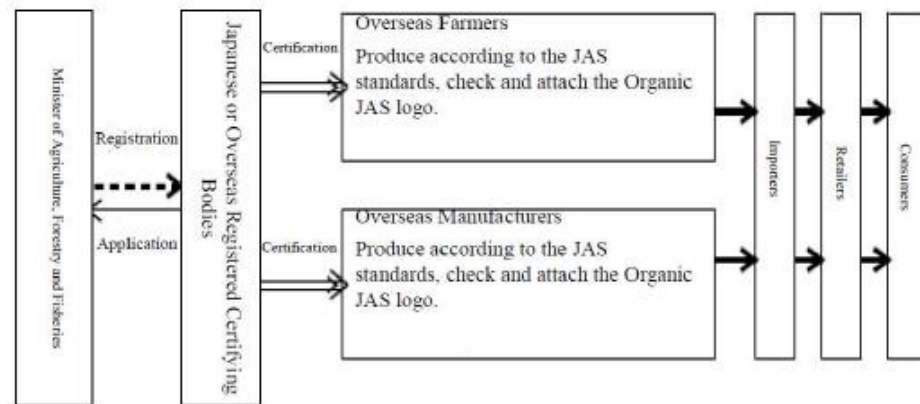 Minister of Agriculture, Forestry and Fisheries
Registration
Application
Japanese or Overseas Registered Certifying
Bodies
Certification
Overseas Farmers
Produce according to the JAS
standards, check and attach the Organic
JAS logo.
Certification
Overseas Manufacturers
Produce according to the JAS
standards, check and attach the Organic
JAS logo.
Importers
Retailers
Consumers